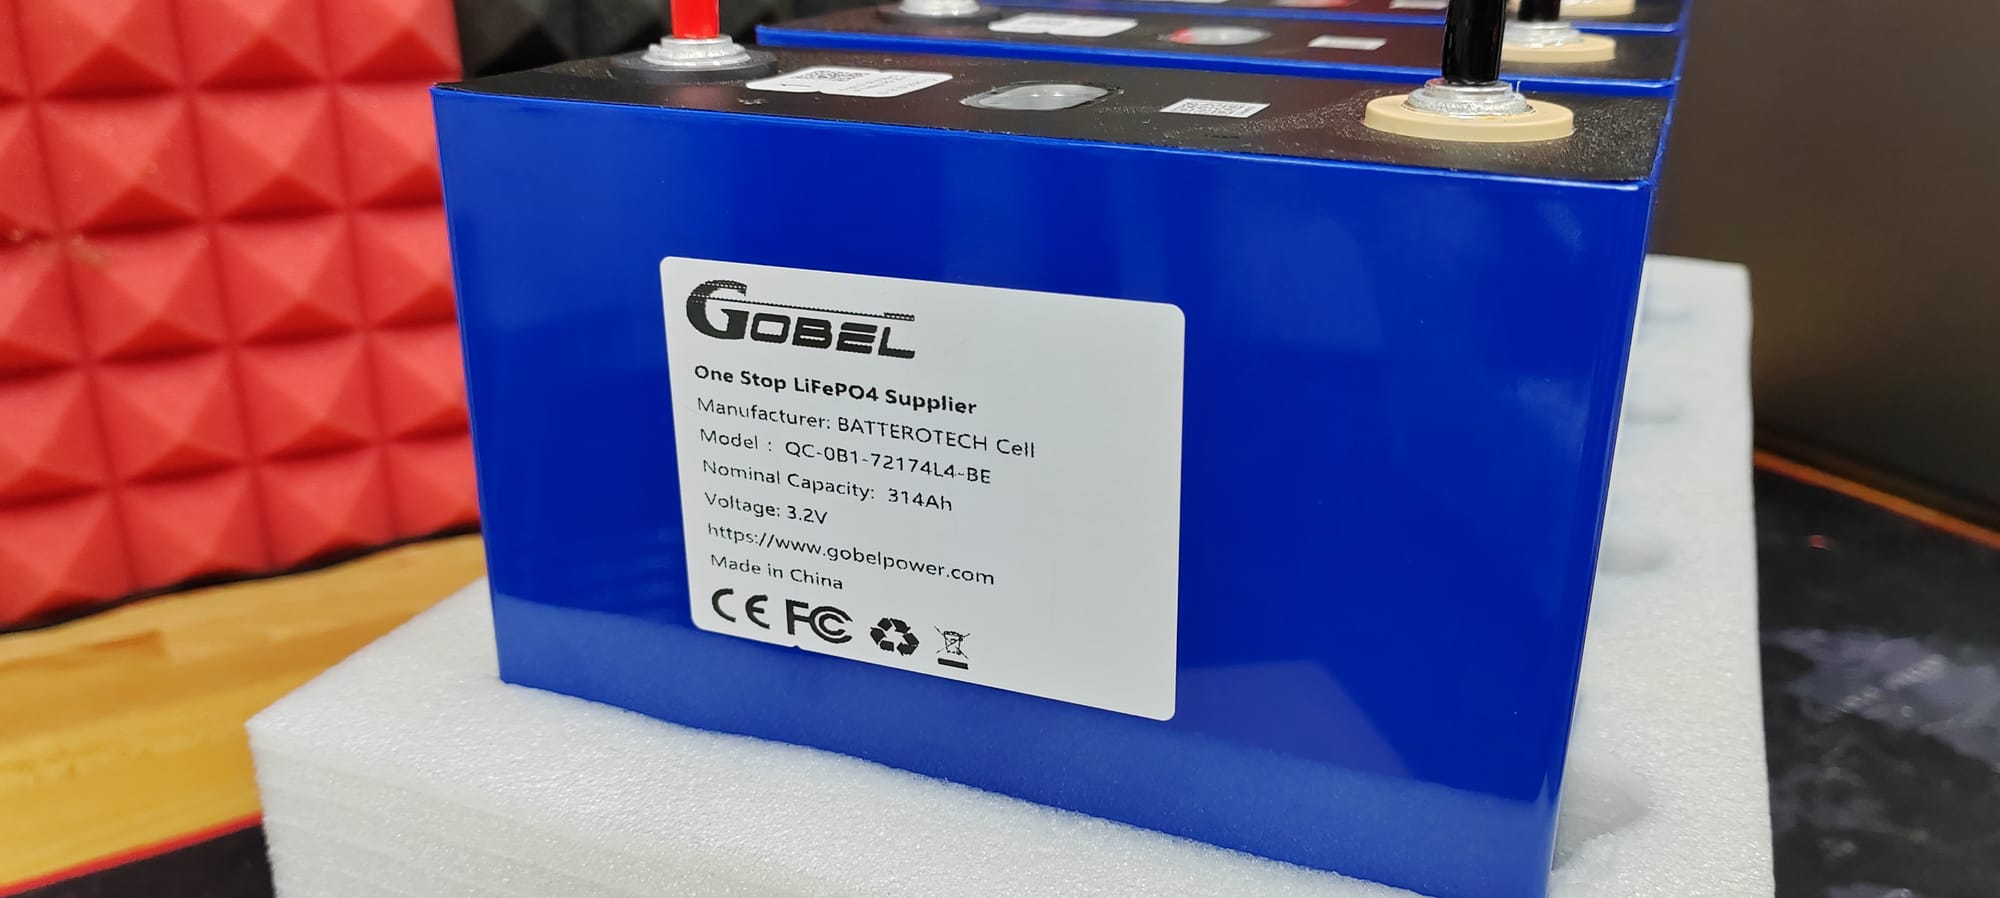 GOBEL
One Stop LiFePO4 Supplier
Manufacturer: BATTEROTECH Cell
Model : QC-0B1-72174L4-BE
Nominal Capacity: 314Ah
Voltage: 3.2V
https://www.gobelpower.com
Made in China
CE FC